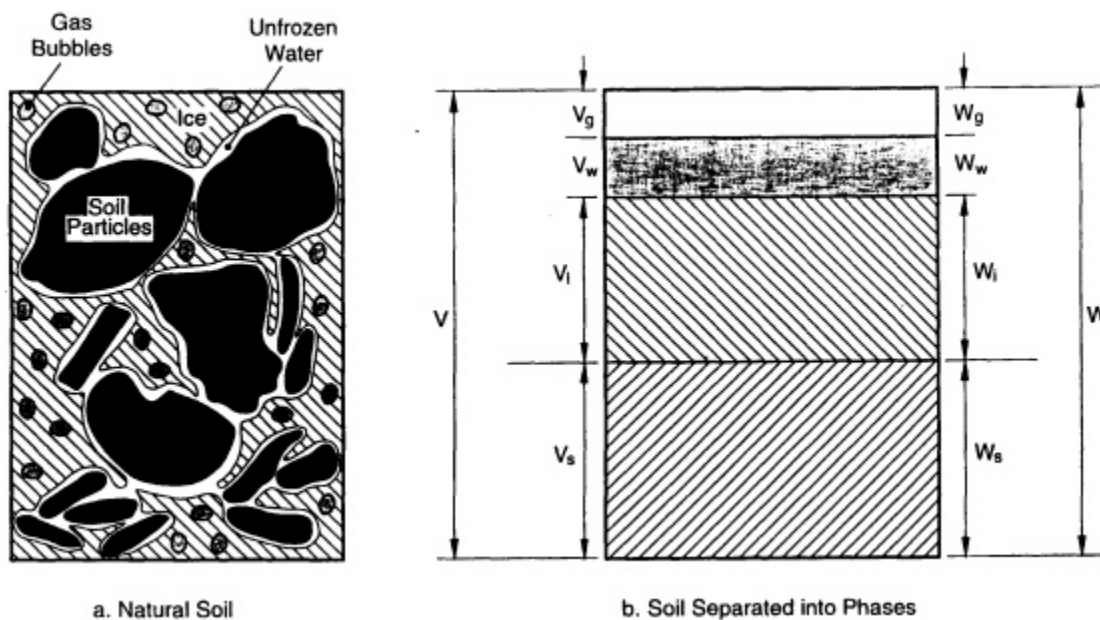 Gas
Bubbles
Unfrozen
Water
Ice
Soil
Particles
a. Natural Soil
V
Vg
Vw
Vi
Vs
Wg
Ww
Wi
Ws
W
b. Soil Separated into Phases